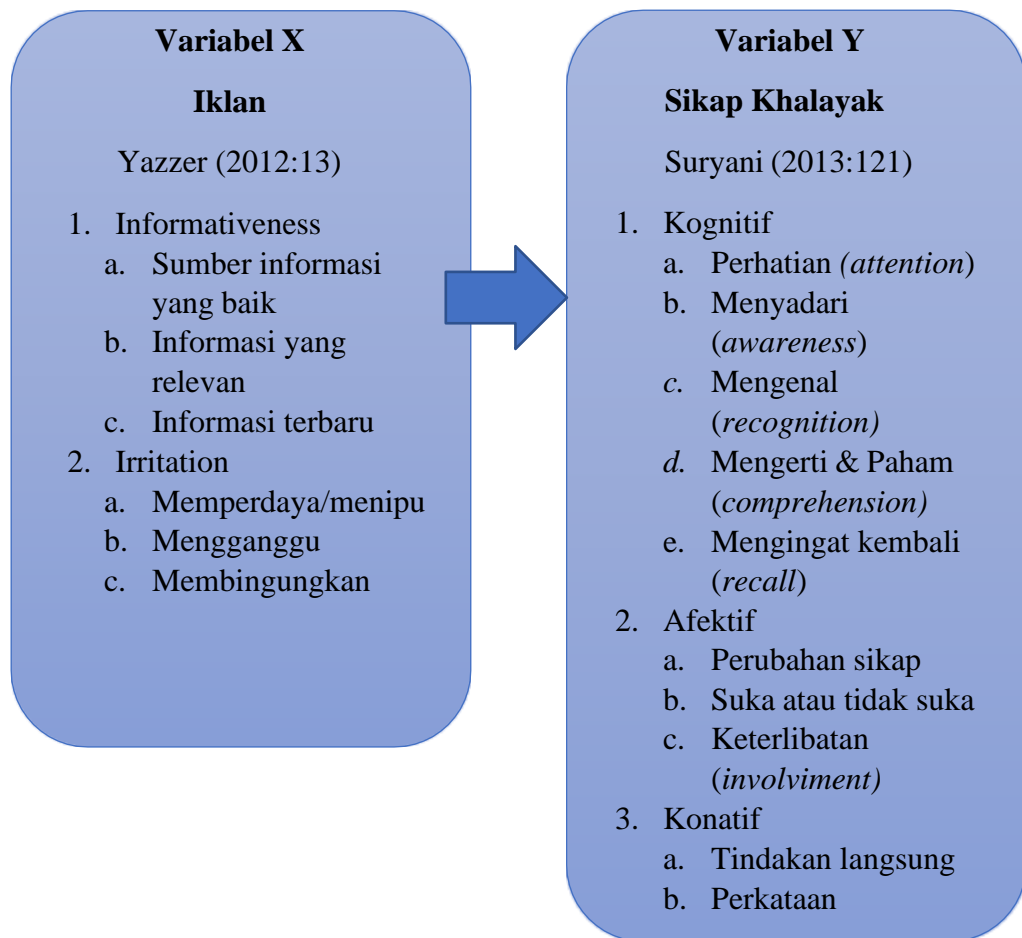 Variabel X
Iklan
Yazzer (2012:13)
1. Informativeness
a. Sumber informasi
yang baik
b. Informasi yang
relevan
c. Informasi terbaru
2. Irritation
a. Memperdaya/menipu
b. Mengganggu
c. Membingungkan
Variabel Y
Sikap Khalayak
Suryani (2013:121)
1. Kognitif
a. Perhatian (attention)
b. Menyadari
(awareness)
c. Mengenal
(recognition)
d. Mengerti & Paham
(comprehension)
e. Mengingat kembali
(recall)
2. Afektif
a. Perubahan sikap
b. Suka atau tidak suka
c. Keterlibatan
(involviment)
3. Konatif
a. Tindakan langsung
b. Perkataan